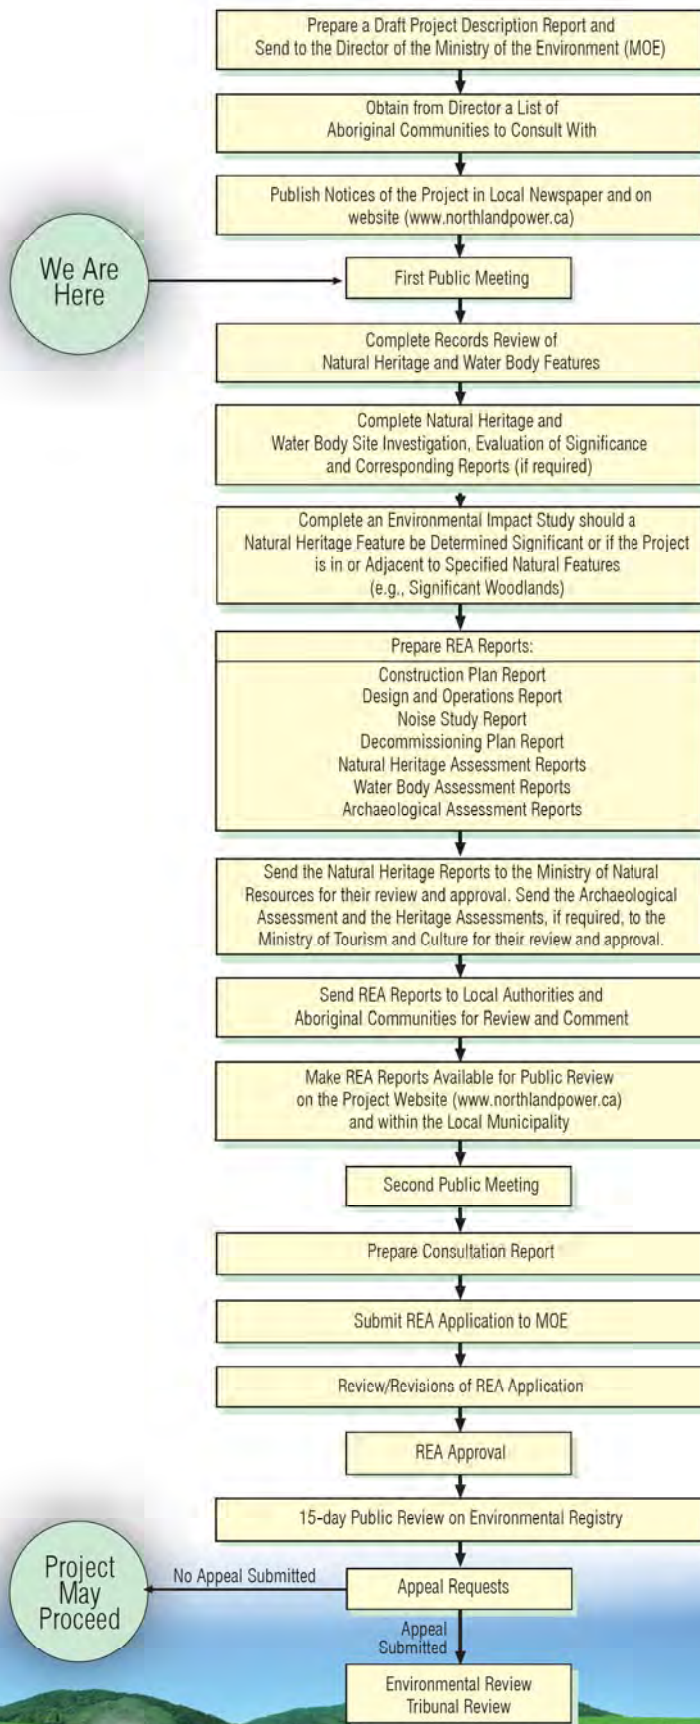 Prepare a Draft Project Description Report and
Send to the Director of the Ministry of the Environment (MOE)
Obtain from Director a List of
Aboriginal Communities to Consult With
Publish Notices of the Project in Local Newspaper and on
website (www.northlandpower.ca)
We Are
Here
First Public Meeting
Complete Records Review of
Natural Heritage and Water Body Features
Complete Natural Heritage and
Water Body Site Investigation, Evaluation of Significance
and Corresponding Reports (if required)
Complete an Environmental Impact Study should a
Natural Heritage Feature be Determined Significant or if the Project
is in or Adjacent to Specified Natural Features
(e.g., Significant Woodlands)
Prepare REA Reports:
Construction Plan Report
Design and Operations Report
Noise Study Report
Decommissioning Plan Report
Natural Heritage Assessment Reports
Water Body Assessment Reports
Archaeological Assessment Reports
Send the Natural Heritage Reports to the Ministry of Natural
Resources for their review and approval. Send the Archaeological
Assessment and the Heritage Assessments, if required, to the
Ministry of Tourism and Culture for their review and approval.
Send REA Reports to Local Authorities and
Aboriginal Communities for Review and Comment
Make REA Reports Available for Public Review
on the Project Website (www.northlandpower.ca)
and within the Local Municipality
Second Public Meeting
Prepare Consultation Report
Submit REA Application to MOE
Review/Revisions of REA Application
REA Approval
15-day Public Review on Environmental Registry
Project
May
Proceed
No Appeal Submitted
Appeal Requests
Appeal
Submitted
Environmental Review
Tribunal Review